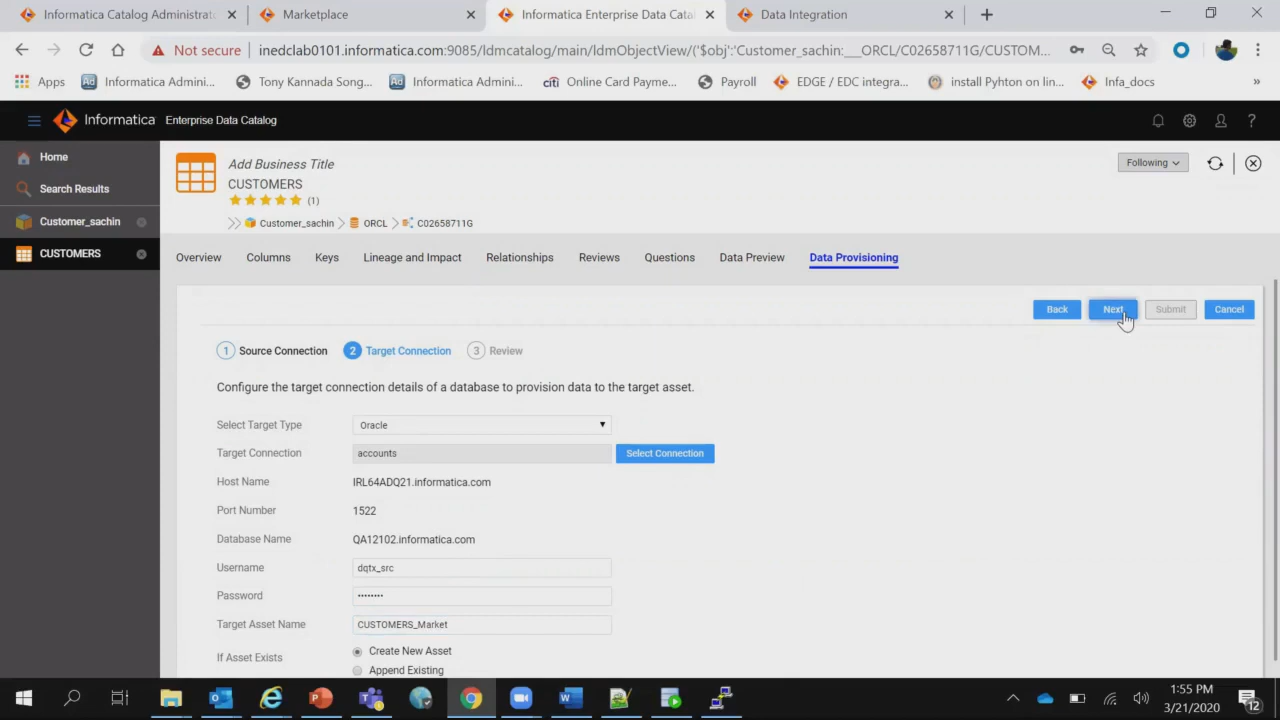 Informatica Catalog Administrato
Marketplace
Informatica Enterprise Data Cata
Data Integration
Not secure
inedclab0101.informatica.com:9085/ldmcatalog/main/ldmObjectView/('$obj':'Customer_sachin:___ORCL/C02658711G/CUSTOM...
Apps
Informatica Admini...
Tony Kannada Song...
Informatica Admini...
citi Online Card Payme...
Payroll
EDGE / EDC integra...
install Pyhton on lin...
Infa_docs
»
Informatica Enterprise Data Catalog
?
Home
Search Results
Customer_sachin
CUSTOMERS
Add Business Title
CUSTOMERS
(1)
Customer_sachin
ORCL
C02658711G
Following
Overview
Columns
Keys
Lineage and Impact
Relationships
Reviews
Questions
Data Preview
Data Provisioning
Back
Next
Submit
Cancel
1 Source Connection
2 Target Connection
3 Review
Configure the target connection details of a database to provision data to the target asset.
Select Target Type
Oracle
Target Connection
accounts
Select Connection
Host Name
IRL64ADQ21.informatica.com
Port Number
1522
Database Name
QA12102.informatica.com
Username
dqtx_src
Password
••••••••
Target Asset Name
CUSTOMERS_Market
If Asset Exists
Create New Asset
Append Existing
1:55 PM
3/21/2020
12